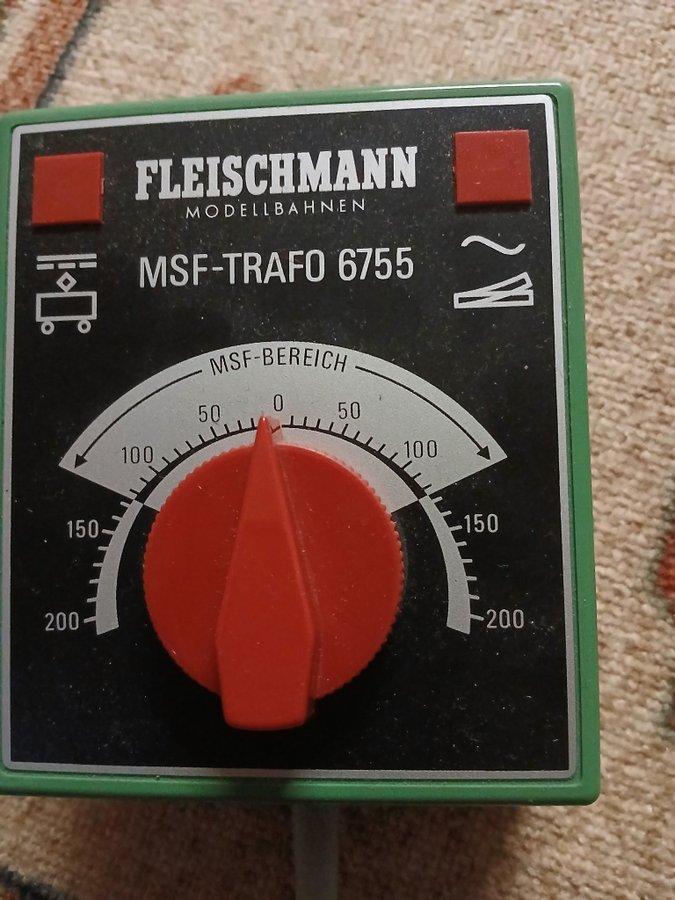 FLEISCHMANN
MODELLBAHNEN
MSF-TRAFO 6755
MSF-BEREICH
50 0 50
100 100
150 150
200 200